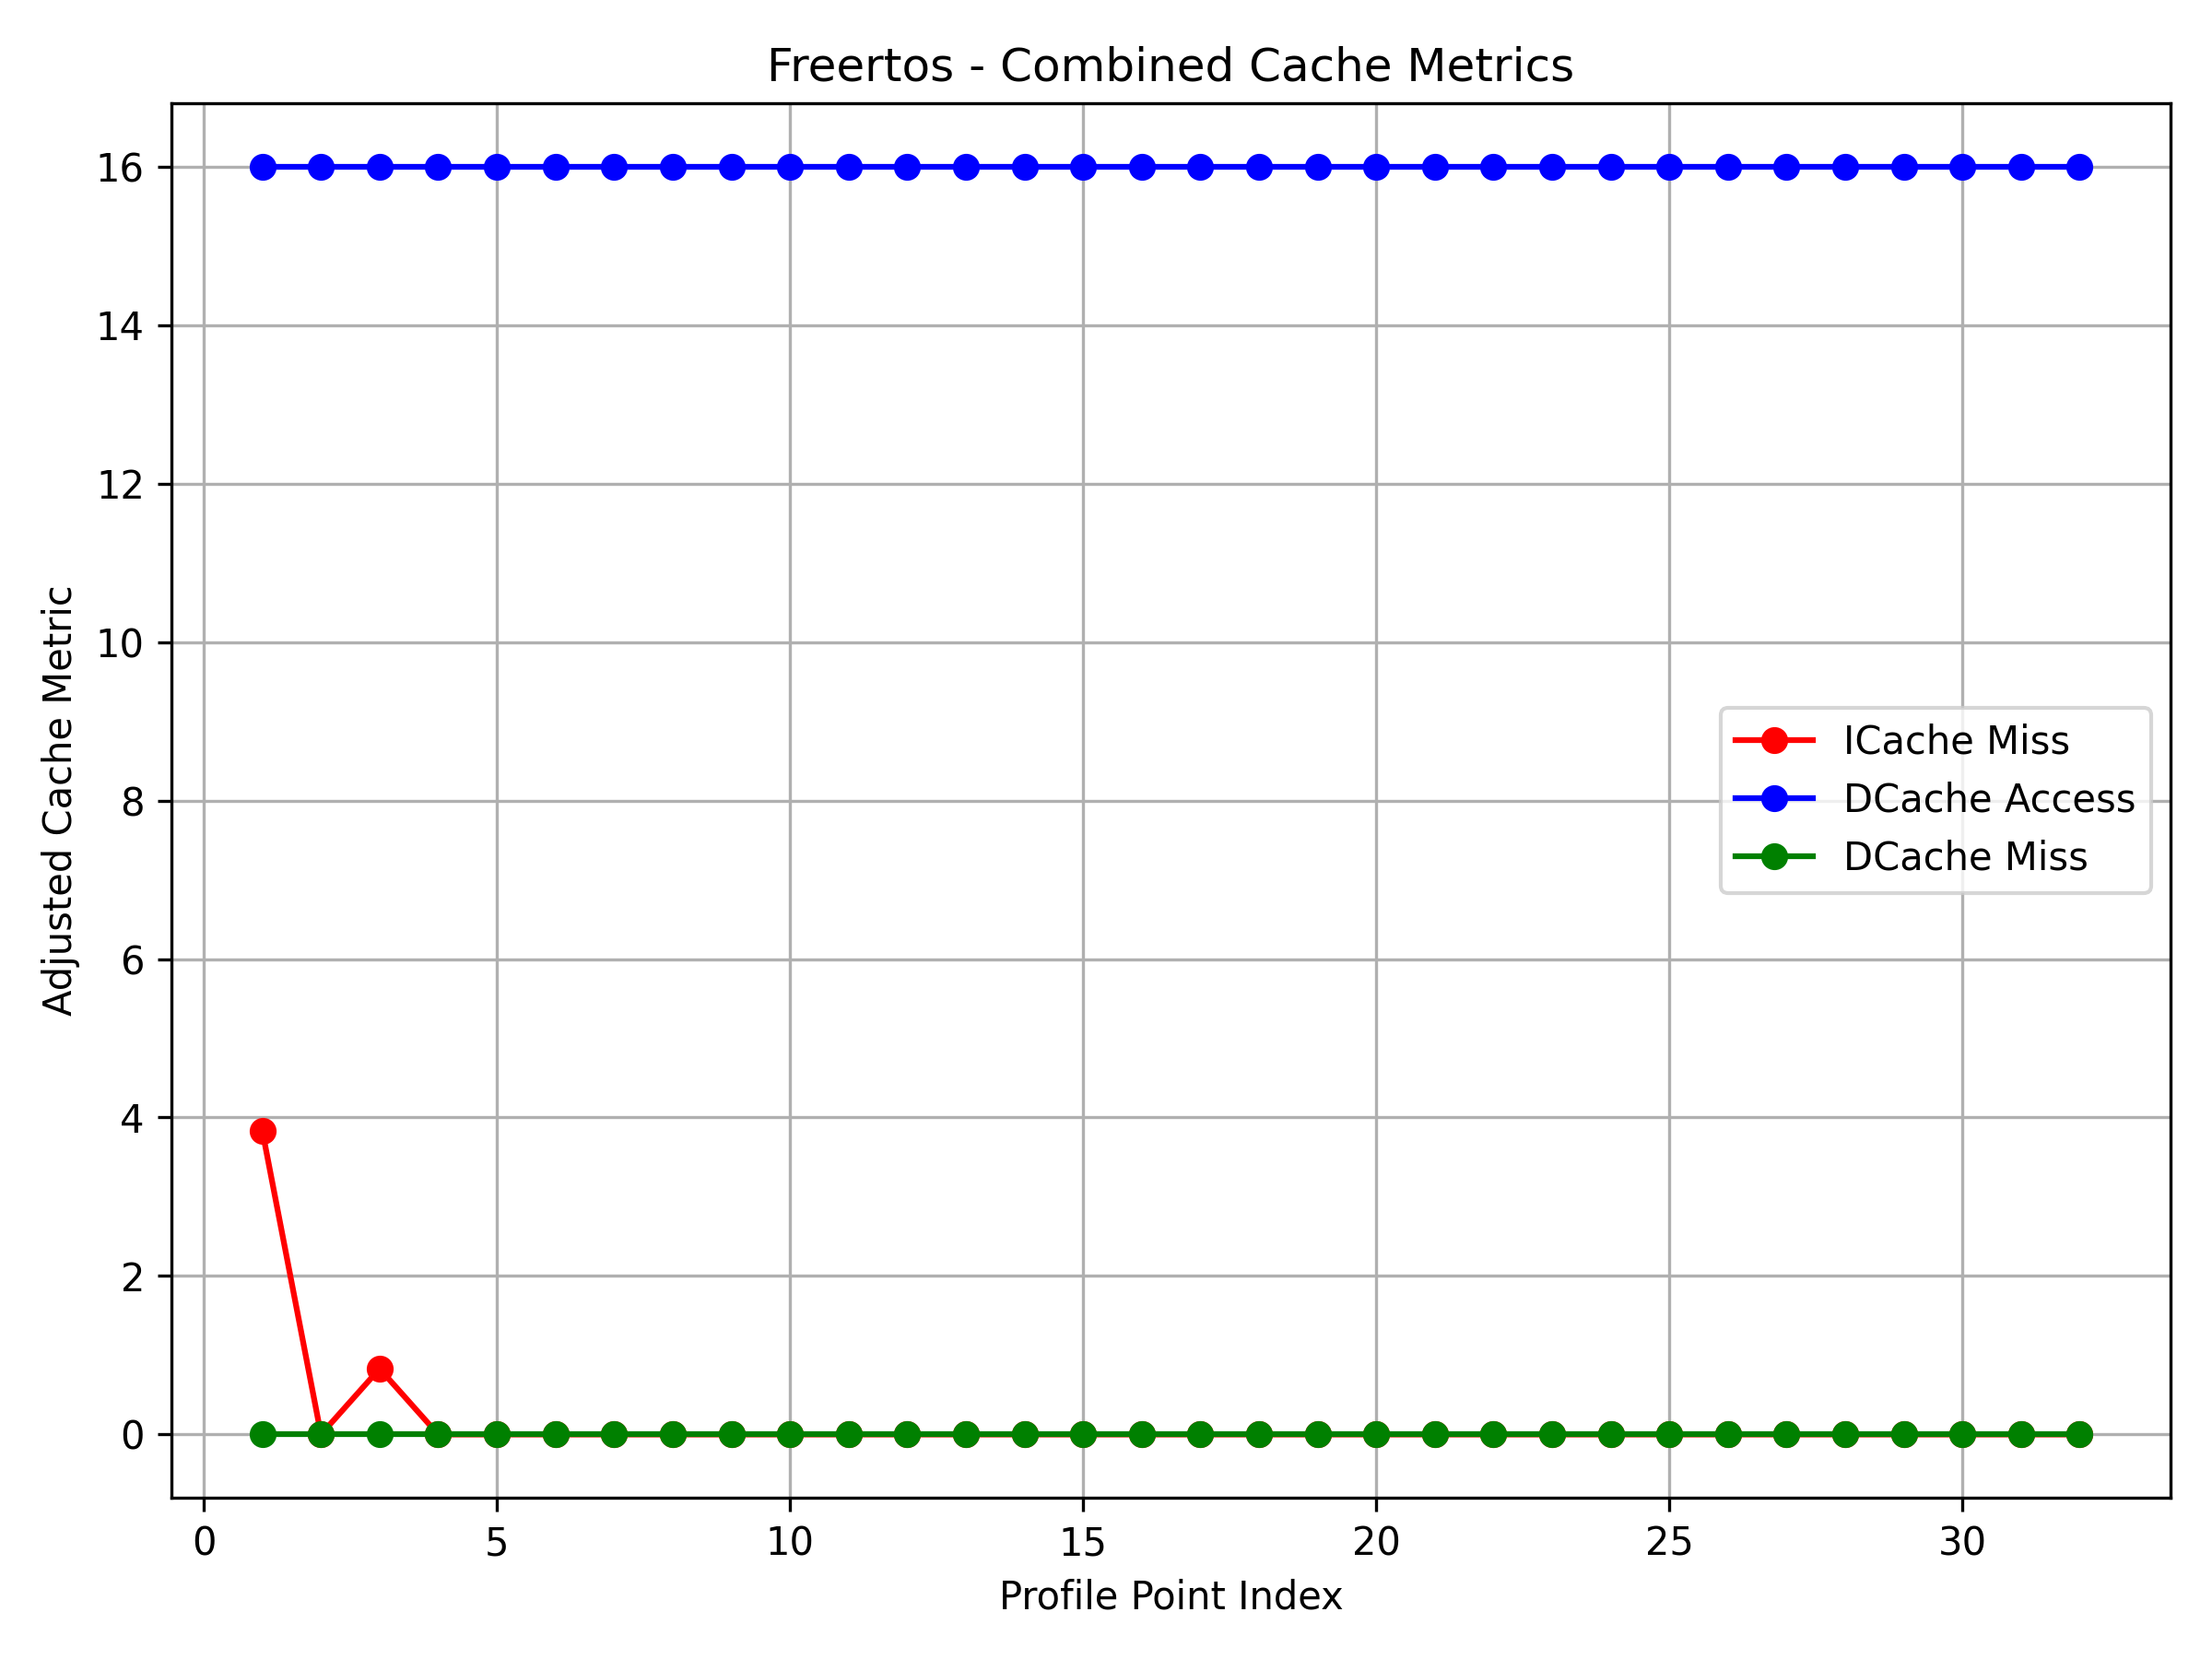 Freertos - Combined Cache Metrics
Adjusted Cache Metric
16
14
12
10
8
6
4
2
0
ICache Miss
DCache Access
DCache Miss
0 5 10 15 20 25 30
Profile Point Index